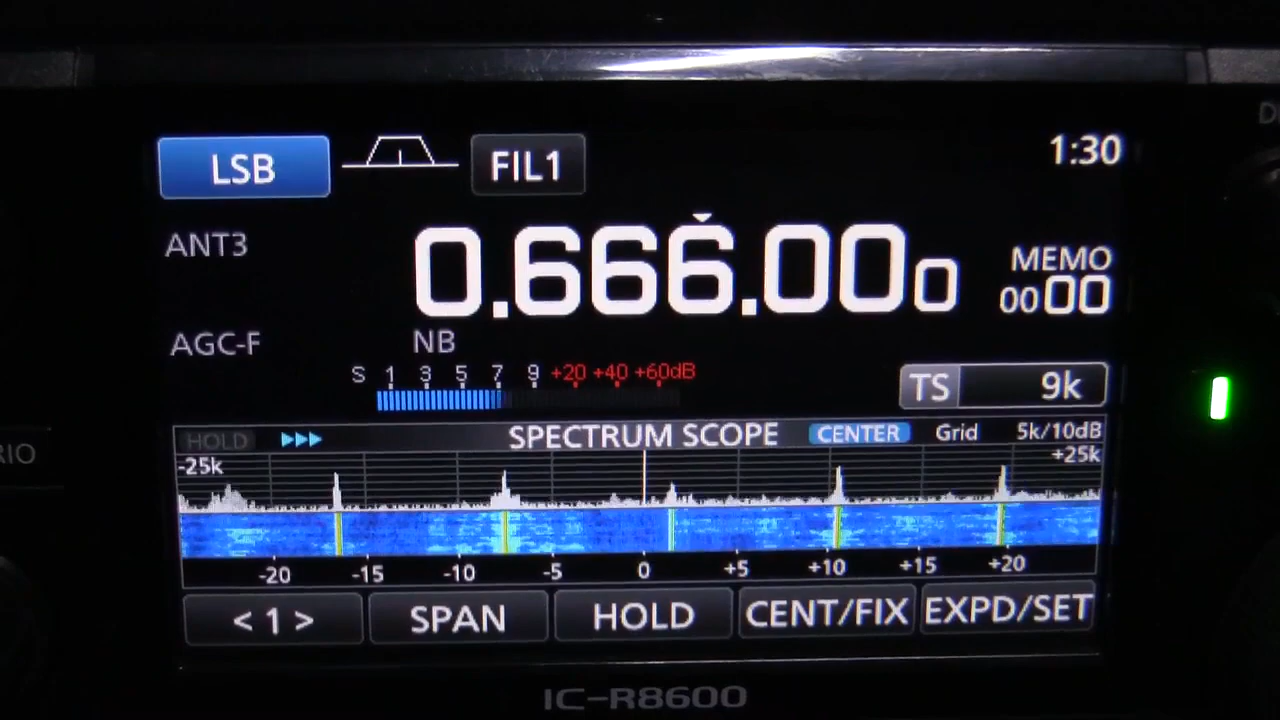 LSB FIL1 1:30
ANT3 0.666.000 MEMO
0000
AGC-F NB
S 1 3 5 7 9 +20 +40 +60dB
TS 9k
HOLD SPECTRUM SCOPE CENTER Grid 5k/10dB
-25k +25k
-20 -15 -10 -5 0 +5 +10 +15 +20
< 1 > SPAN HOLD CENT/FIX EXPD/SET
IC-R8600